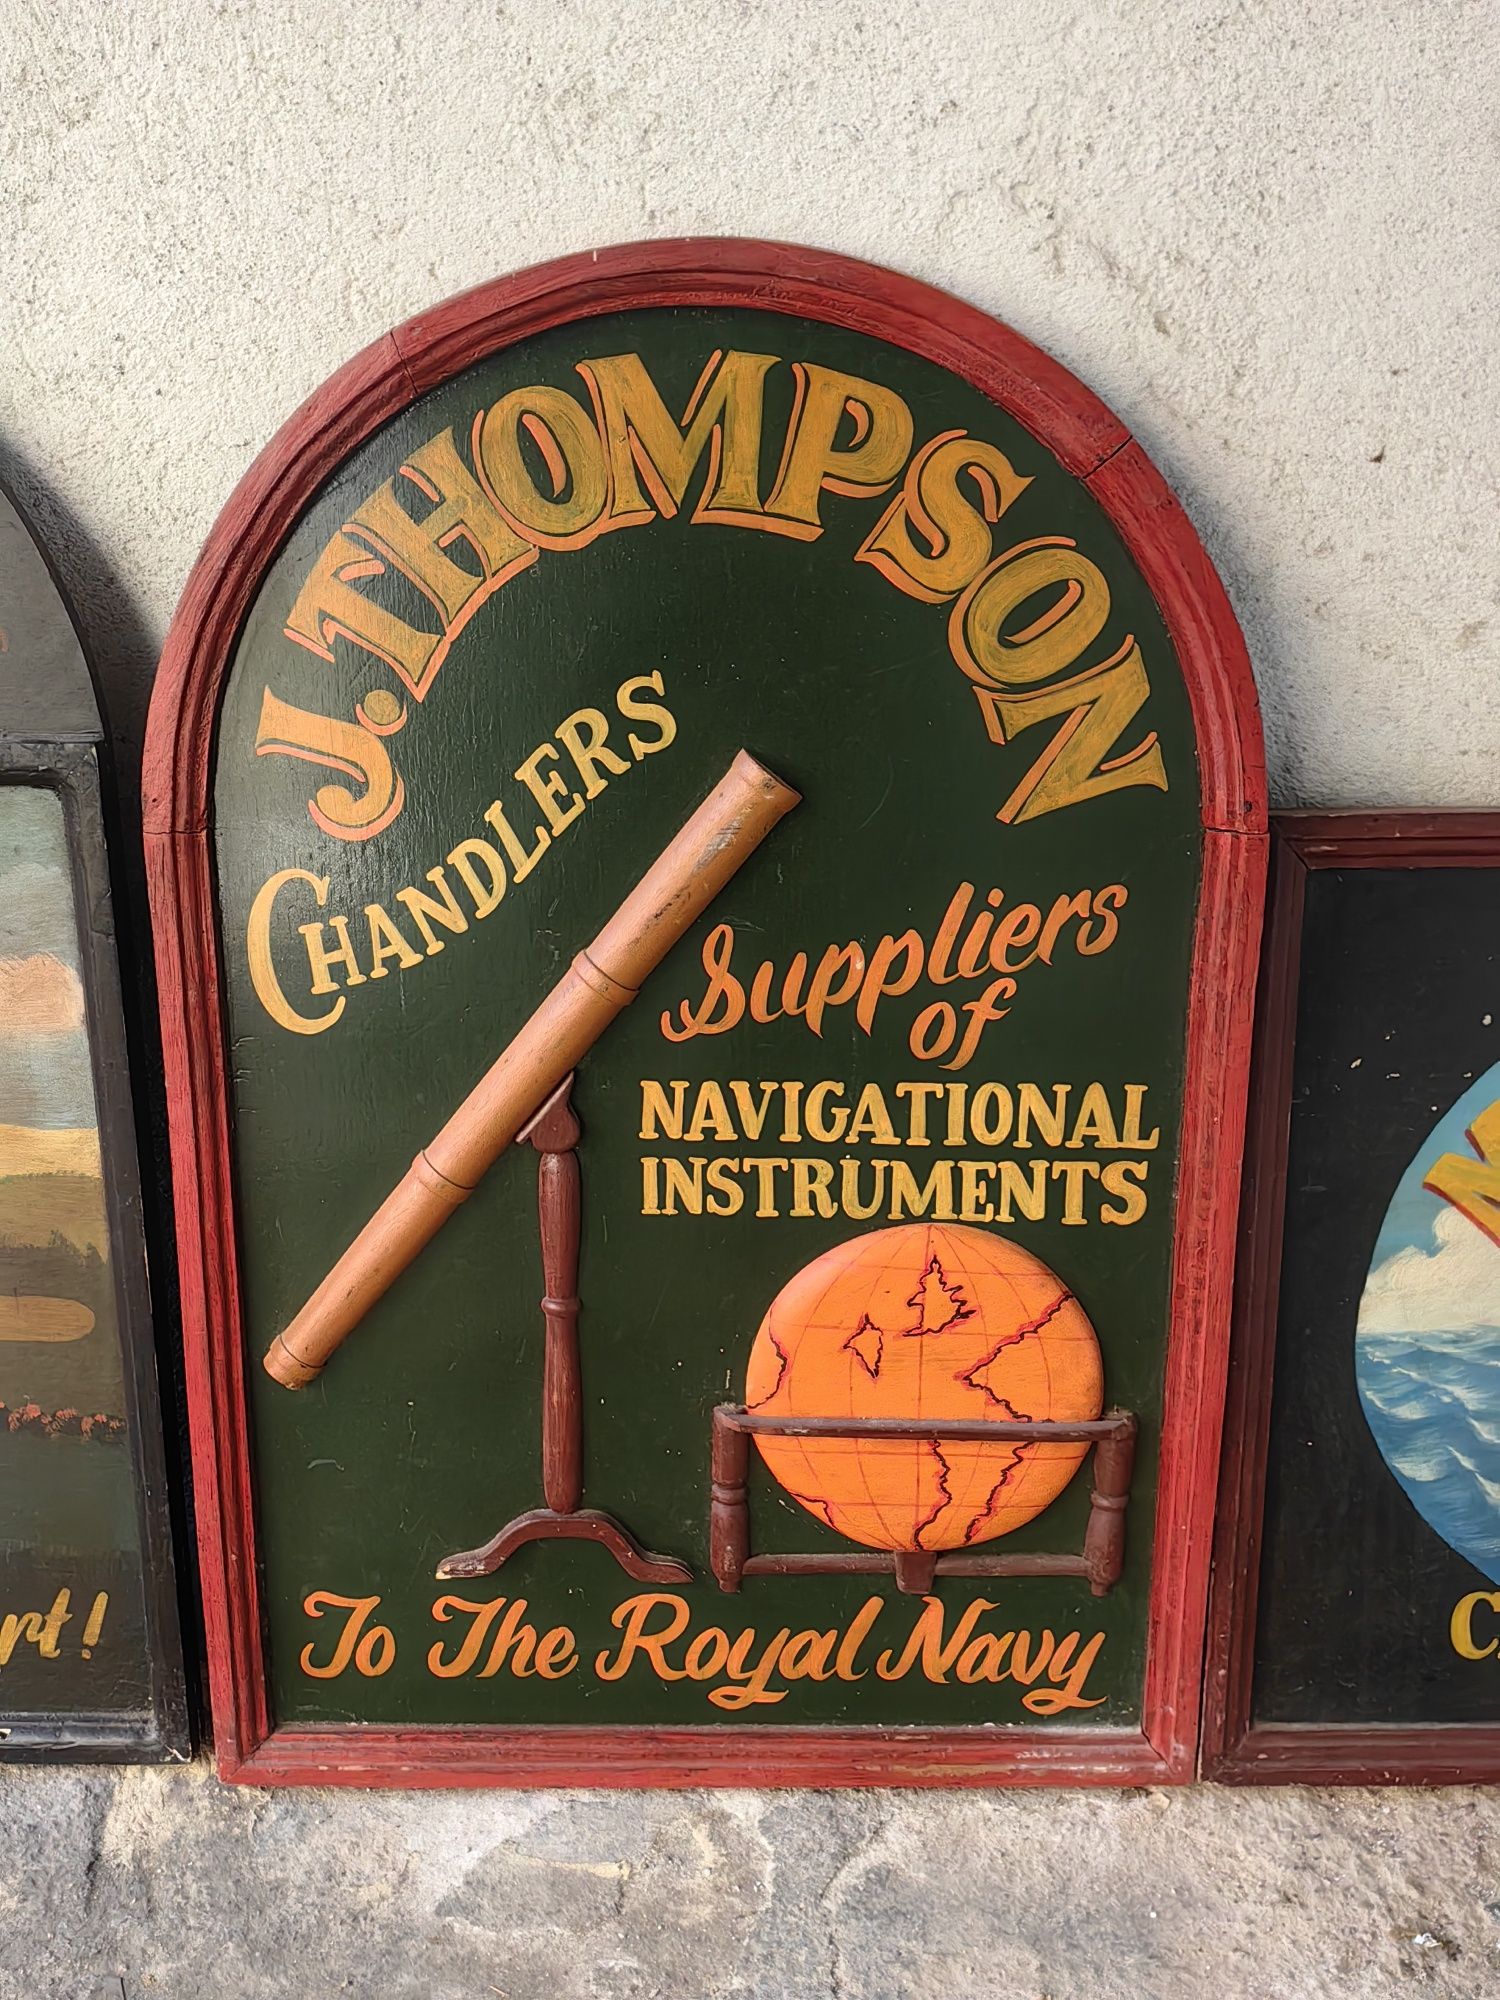 J. THOMPSON
CHANDLERS
Suppliers
of
NAVIGATIONAL
INSTRUMENTS
To The Royal Navy